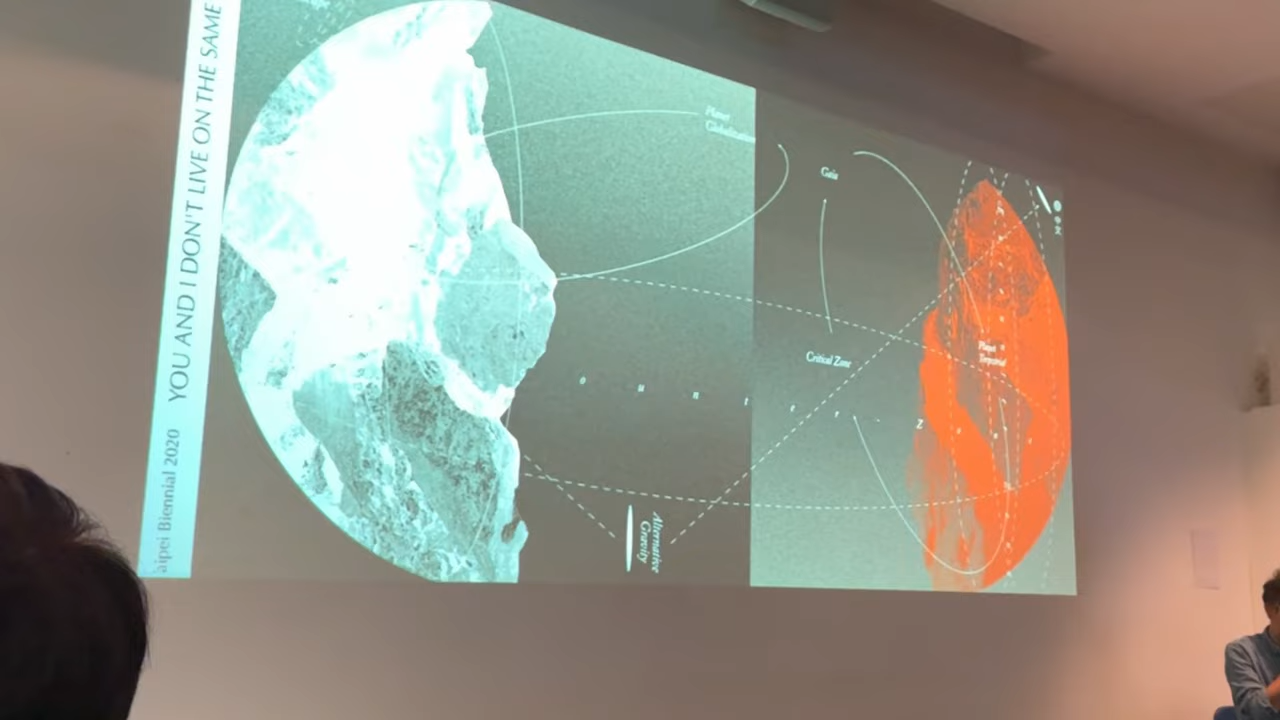 aipei Biennial 2020 YOU AND I DON'T LIVE ON THE SAME
Planet
Globalization
Gaia
Critical Zone
Planet
Terrestrial
o u n t e r
Z
Alternative
Gravity